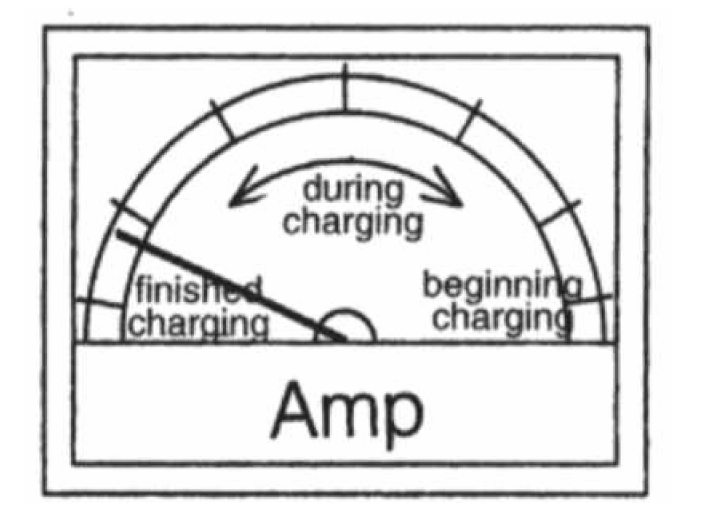 during
charging
finished
charging
beginning
charging
Amp